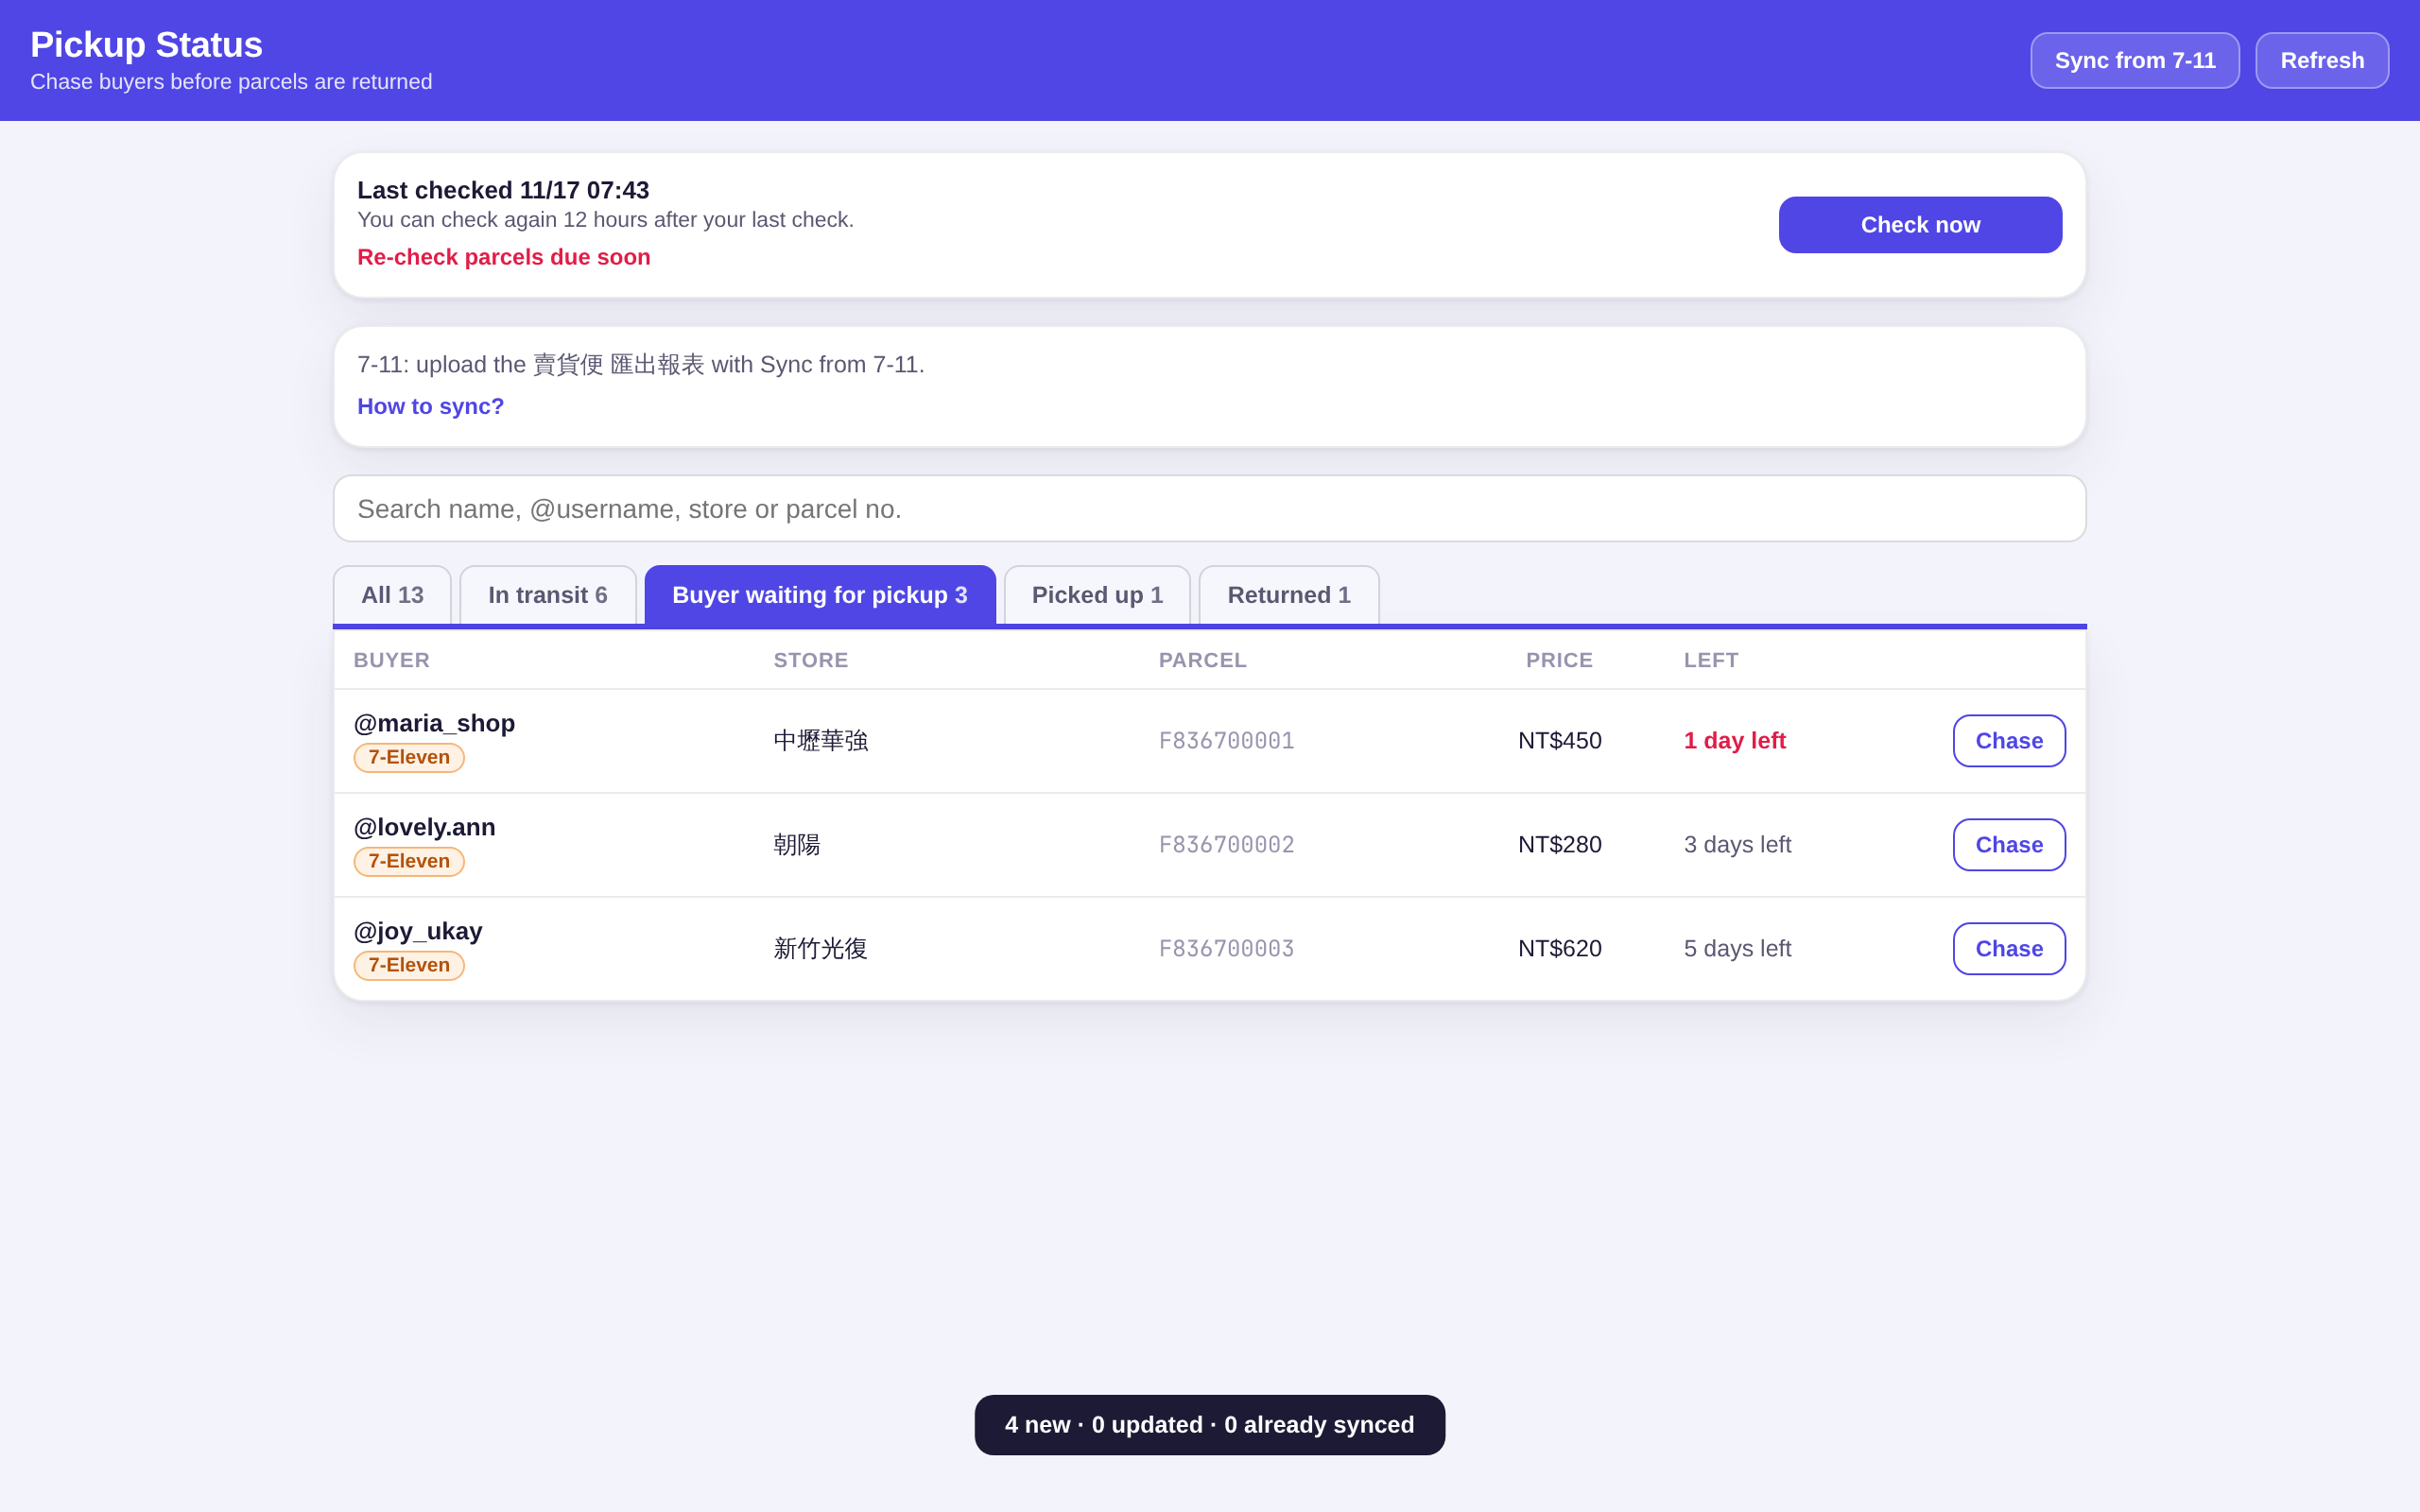 Pickup Status
Chase buyers before parcels are returned
Sync from 7-11
Refresh
Last checked 11/17 07:43
You can check again 12 hours after your last check.
Re-check parcels due soon
Check now
7-11: upload the 賣貨便 匯出報表 with Sync from 7-11.
How to sync?
Search name, @username, store or parcel no.
All 13
In transit 6
Buyer waiting for pickup 3
Picked up 1
Returned 1
BUYER STORE PARCEL PRICE LEFT
@maria_shop
7-Eleven
中壢華強 F836700001 NT$450 1 day left Chase
@lovely.ann
7-Eleven
朝陽 F836700002 NT$280 3 days left Chase
@joy_ukay
7-Eleven
新竹光復 F836700003 NT$620 5 days left Chase
4 new · 0 updated · 0 already synced